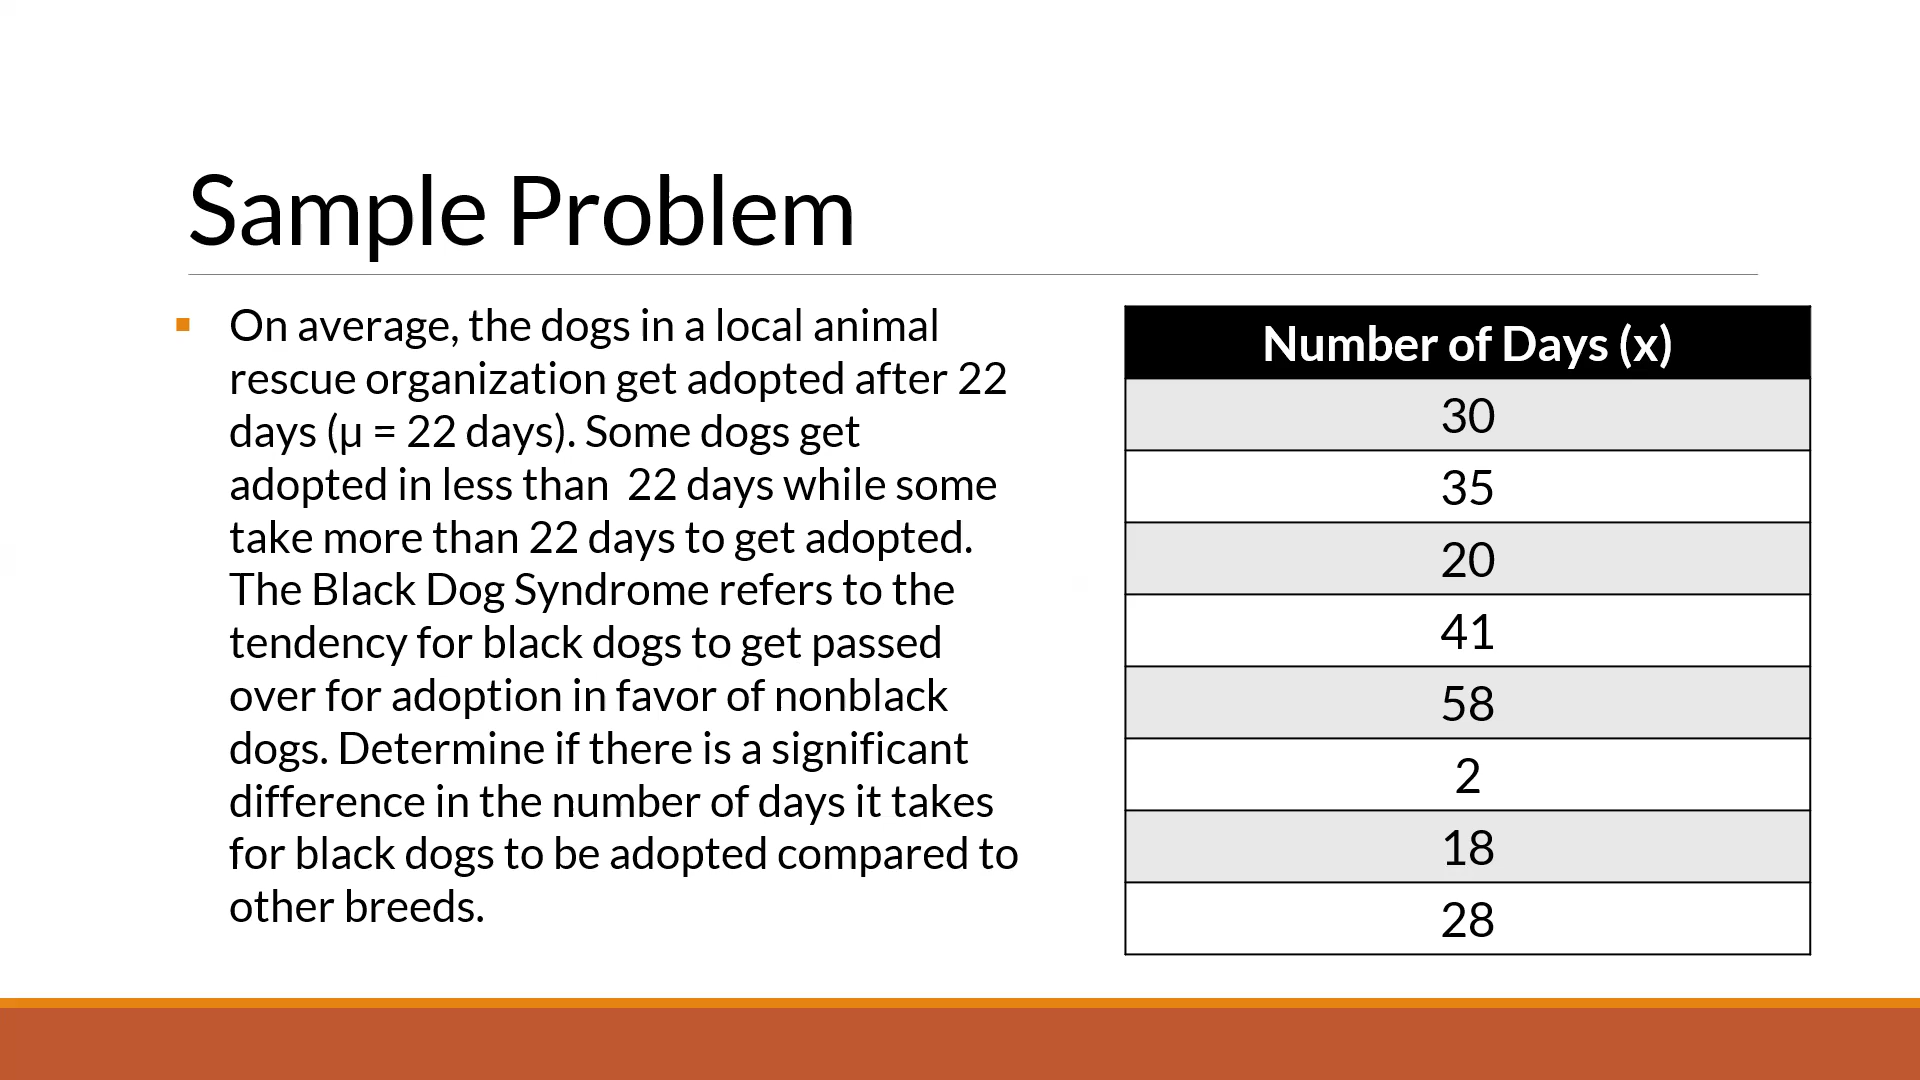 Sample Problem
On average, the dogs in a local animal
rescue organization get adopted after 22
days (μ = 22 days). Some dogs get
adopted in less than  22 days while some
take more than 22 days to get adopted.
The Black Dog Syndrome refers to the
tendency for black dogs to get passed
over for adoption in favor of nonblack
dogs. Determine if there is a significant
difference in the number of days it takes
for black dogs to be adopted compared to
other breeds.
Number of Days (x)
30
35
20
41
58
2
18
28